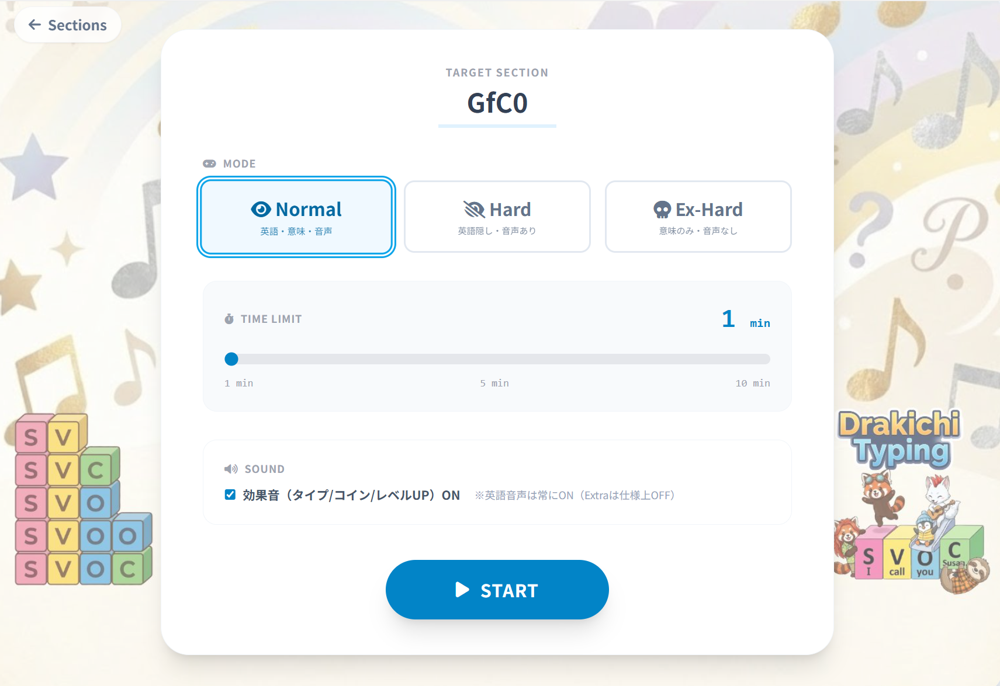 Sections
TARGET SECTION
GfC0
MODE
Normal
英語・意味・音声
Hard
英語隠し・音声あり
Ex-Hard
意味のみ・音声なし
TIME LIMIT
1 min
1 min
5 min
10 min
SOUND
効果音（タイプ/コイン/レベルUP）ON ※英語音声は常にON（Extraは仕様上OFF）
START
S V
S V C
S V O
S V O O
S V O C
?
P
Drakichi
Typing
S V O C
I call you Susan